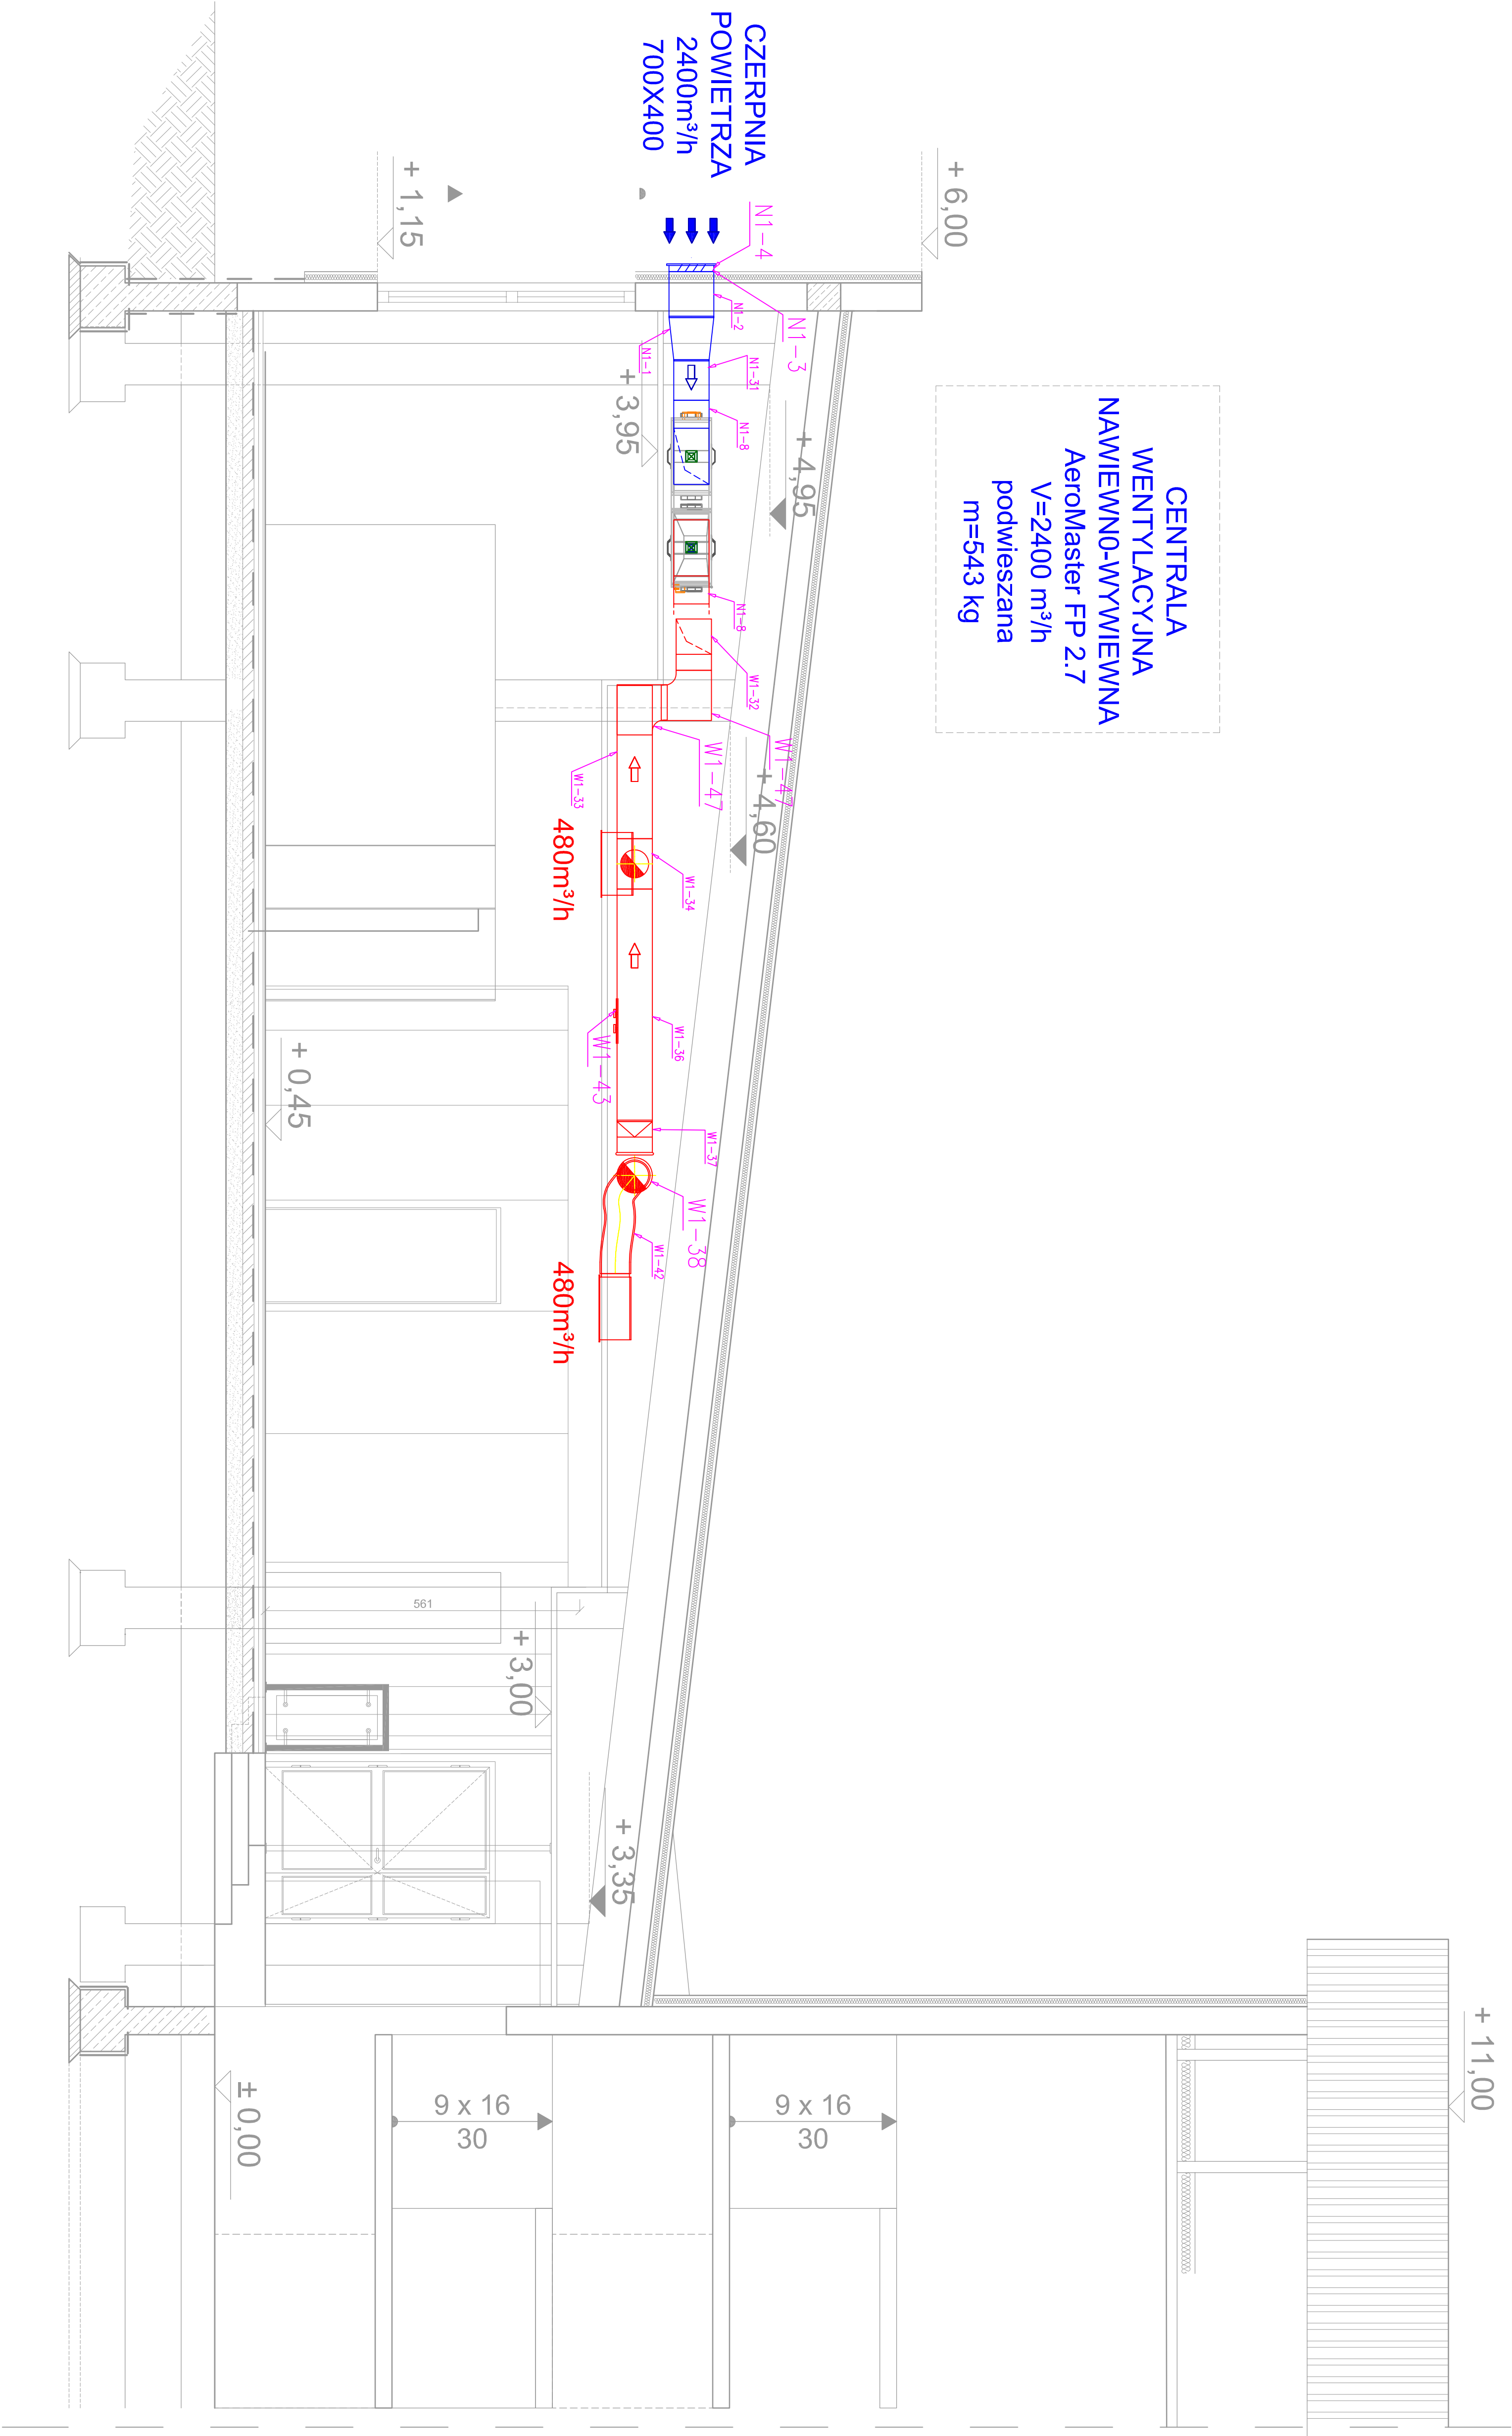 CZERPNIA
POWIETRZA
2400m³/h
700X400
CENTRALA
WENTYLACYJNA
NAWIEWN0-WYWIEWNA
AeroMaster FP 2.7
V=2400 m³/h
podwieszana
m=543 kg
+ 6,00
+ 1,15
N1-4
N1-3
N1-2
N1-1
N1-31
N1-8
+ 3,95
+ 4,95
N1-8
W1-32
W1-47
W1-47
+ 4,60
W1-33
480m³/h
W1-34
W1-36
W1-43
W1-37
W1-38
W1-42
480m³/h
+ 0,45
561
+ 3,00
+ 3,35
+ 11,00
± 0,00
9 x 16
30
9 x 16
30